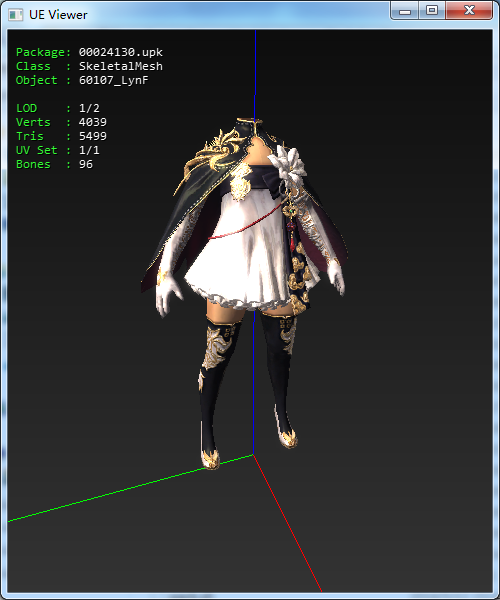 UE Viewer
Package: 00024130.upk
Class  : SkeletalMesh
Object : 60107_LynF
LOD    : 1/2
Verts  : 4039
Tris   : 5499
UV Set : 1/1
Bones  : 96